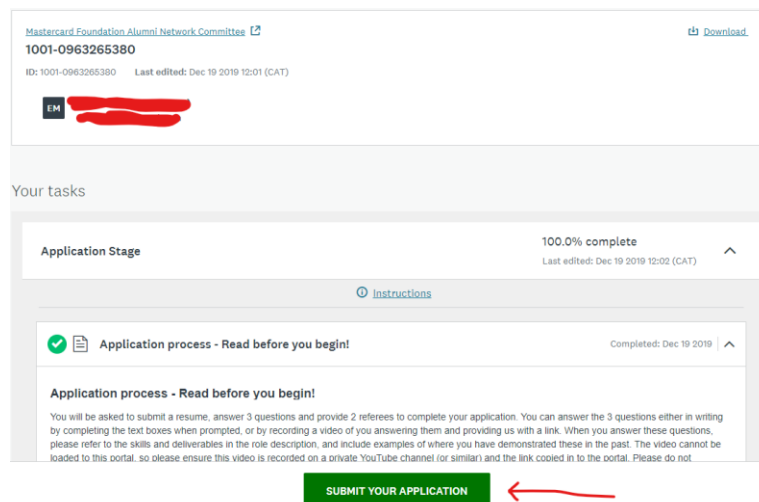 Mastercard Foundation Alumni Network Committee
Download
1001-0963265380
ID: 1001-0963265380 Last edited: Dec 19 2019 12:01 (CAT)
EM
Your tasks
Application Stage
100.0% complete
Last edited: Dec 19 2019 12:02 (CAT)
Instructions
Application process - Read before you begin!
Completed: Dec 19 2019
Application process - Read before you begin!
You will be asked to submit a resume, answer 3 questions and provide 2 referees to complete your application. You can answer the 3 questions either in writing
by completing the text boxes when prompted, or by recording a video of you answering them and providing us with a link. When you answer these questions,
please refer to the skills and deliverables in the role description, and include examples of where you have demonstrated these in the past. The video cannot be
loaded to this portal, so please ensure this video is recorded on a private YouTube channel (or similar) and the link copied in to the portal. Please do not
SUBMIT YOUR APPLICATION